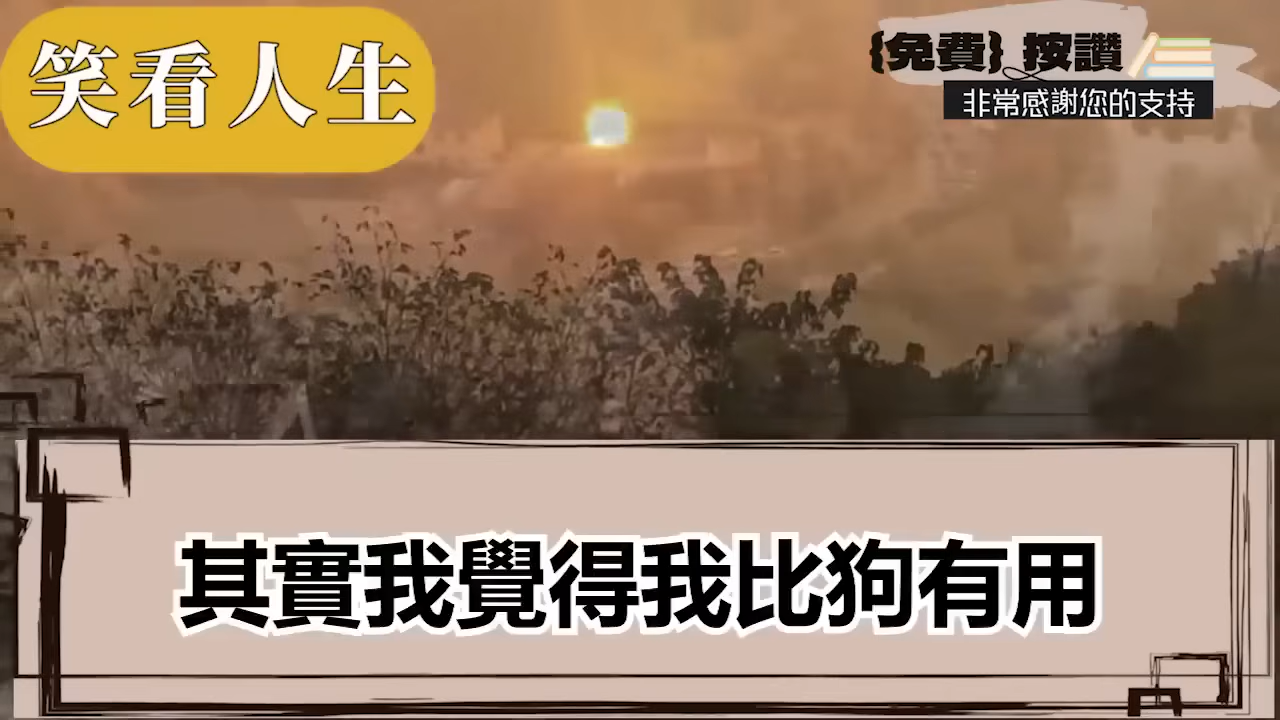 笑看人生
{免費} 按讚
非常感謝您的支持
其實我覺得我比狗有用